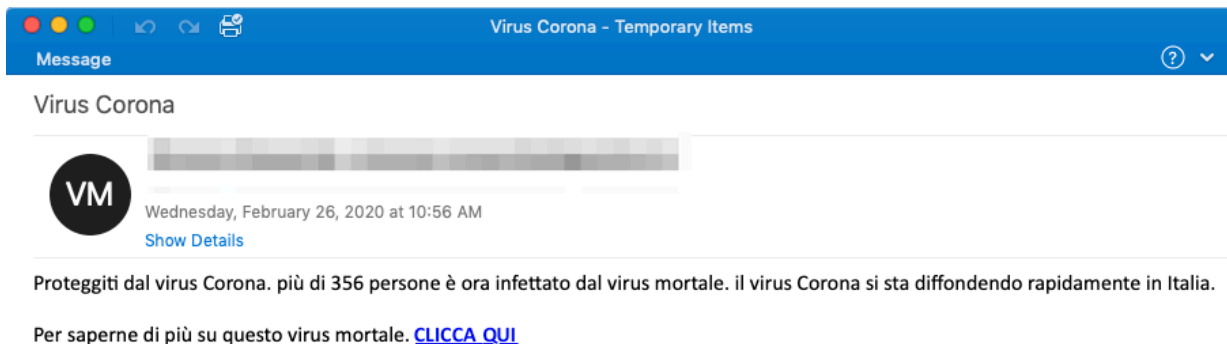 Virus Corona - Temporary Items
Message
?
Virus Corona
VM
Wednesday, February 26, 2020 at 10:56 AM
Show Details
Proteggiti dal virus Corona. più di 356 persone è ora infettato dal virus mortale. il virus Corona si sta diffondendo rapidamente in Italia.
Per saperne di più su questo virus mortale. CLICCA QUI